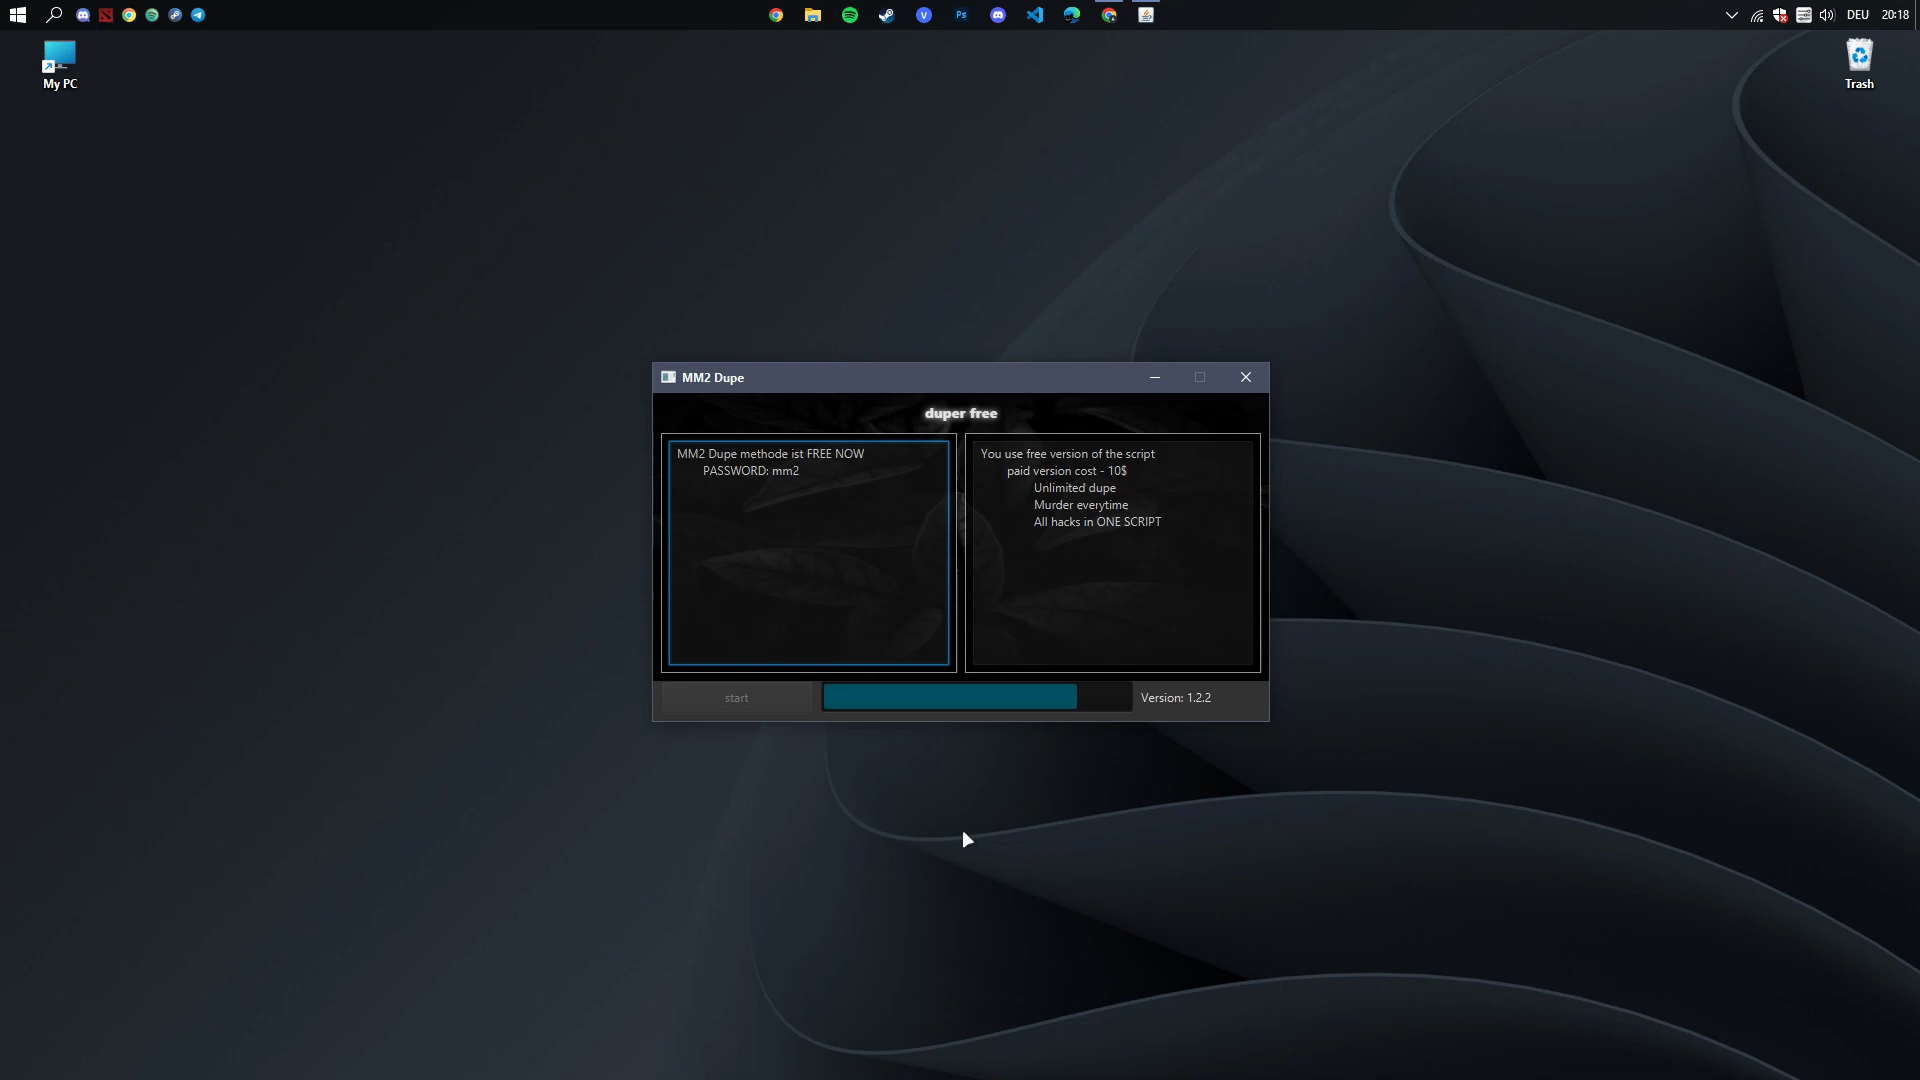 DEU
20:18
My PC
Trash
MM2 Dupe
duper free
MM2 Dupe methode ist FREE NOW
PASSWORD: mm2
You use free version of the script
paid version cost - 10$
Unlimited dupe
Murder everytime
All hacks in ONE SCRIPT
start
Version: 1.2.2